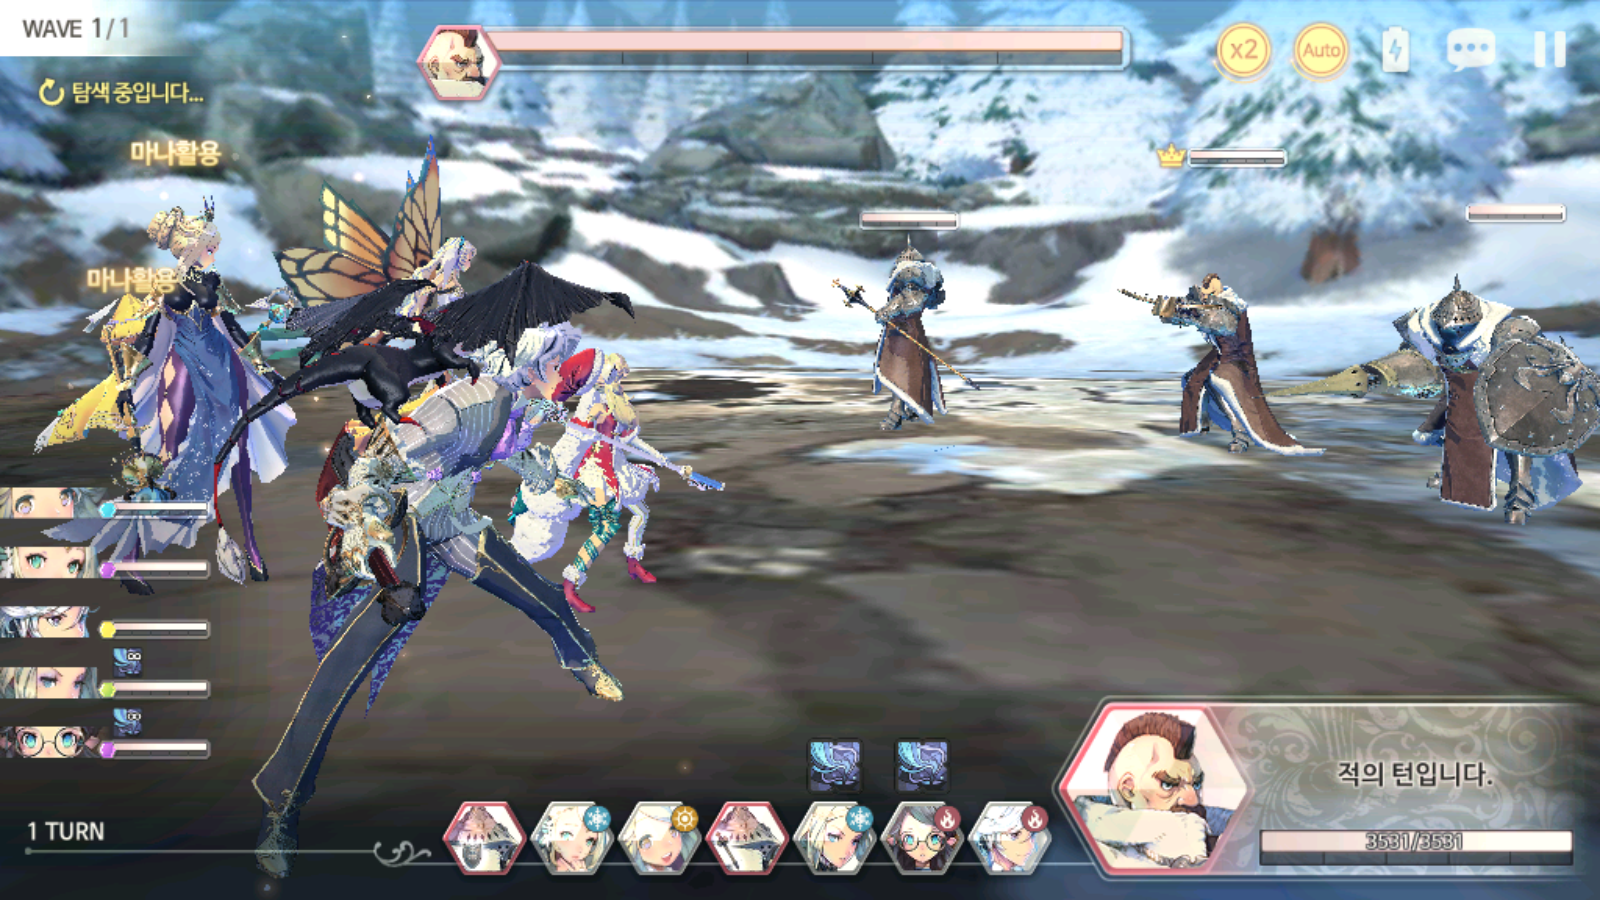 WAVE 1/1
x2
Auto
탐색 중입니다...
마나활용
마나활용
적의 턴입니다.
1 TURN
3531/3531